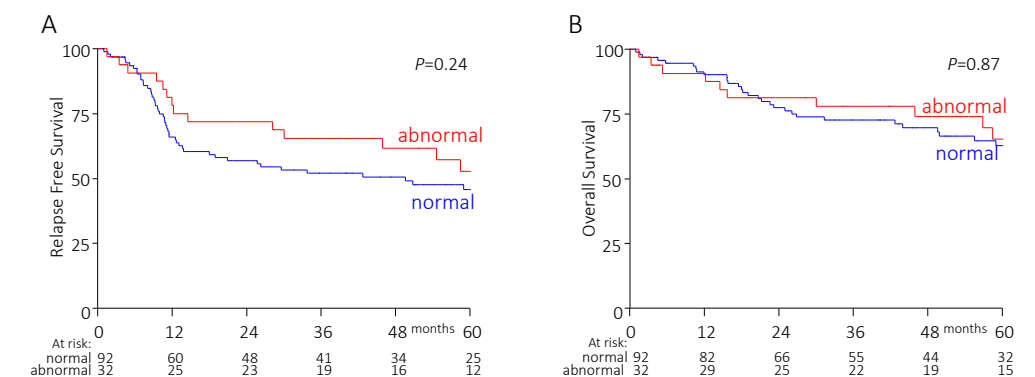 A
100
75
50
25
0
Relapse Free Survival
P=0.24
abnormal
normal
0 12 24 36 48 months 60
At risk:
normal 92 60 48 41 34 25
abnormal 32 25 23 19 16 12
B
100
75
50
25
0
Overall Survival
P=0.87
abnormal
normal
0 12 24 36 48 months 60
At risk:
normal 92 82 66 55 44 32
abnormal 32 29 25 22 19 15